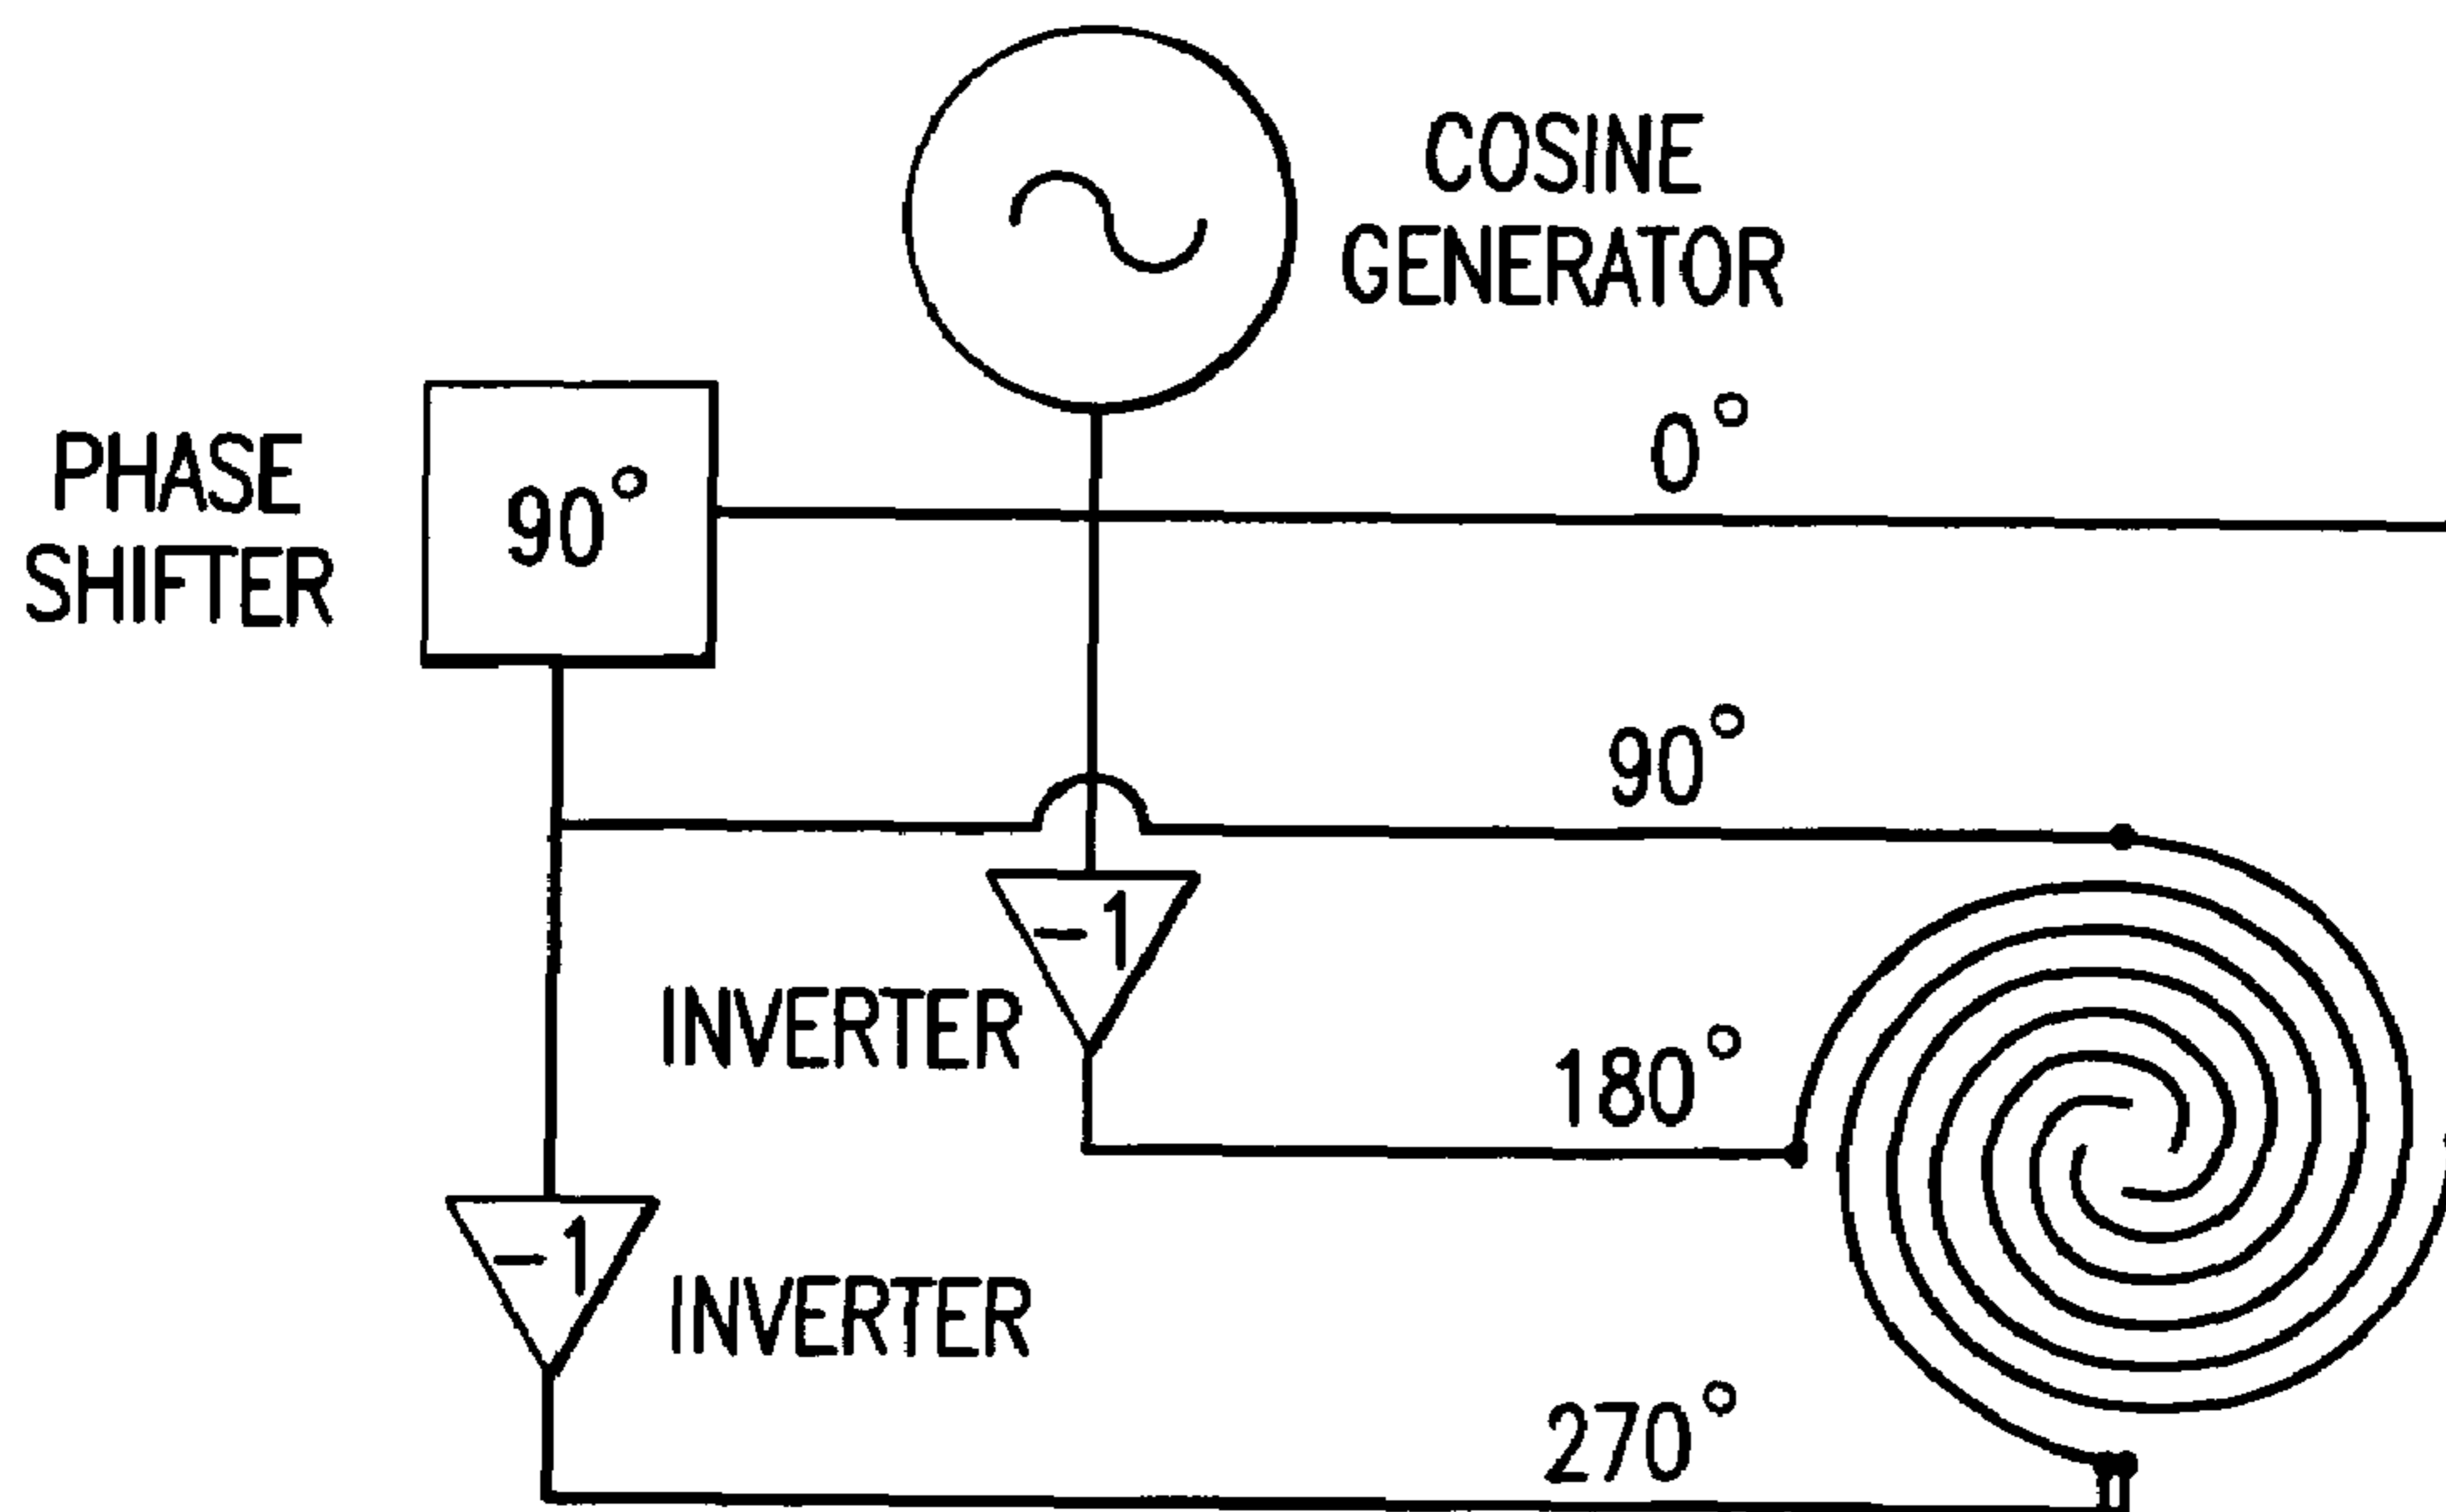 COSINE
GENERATOR
0°
PHASE
SHIFTER
90°
90°
-1
INVERTER
180°
-1
INVERTER
270°